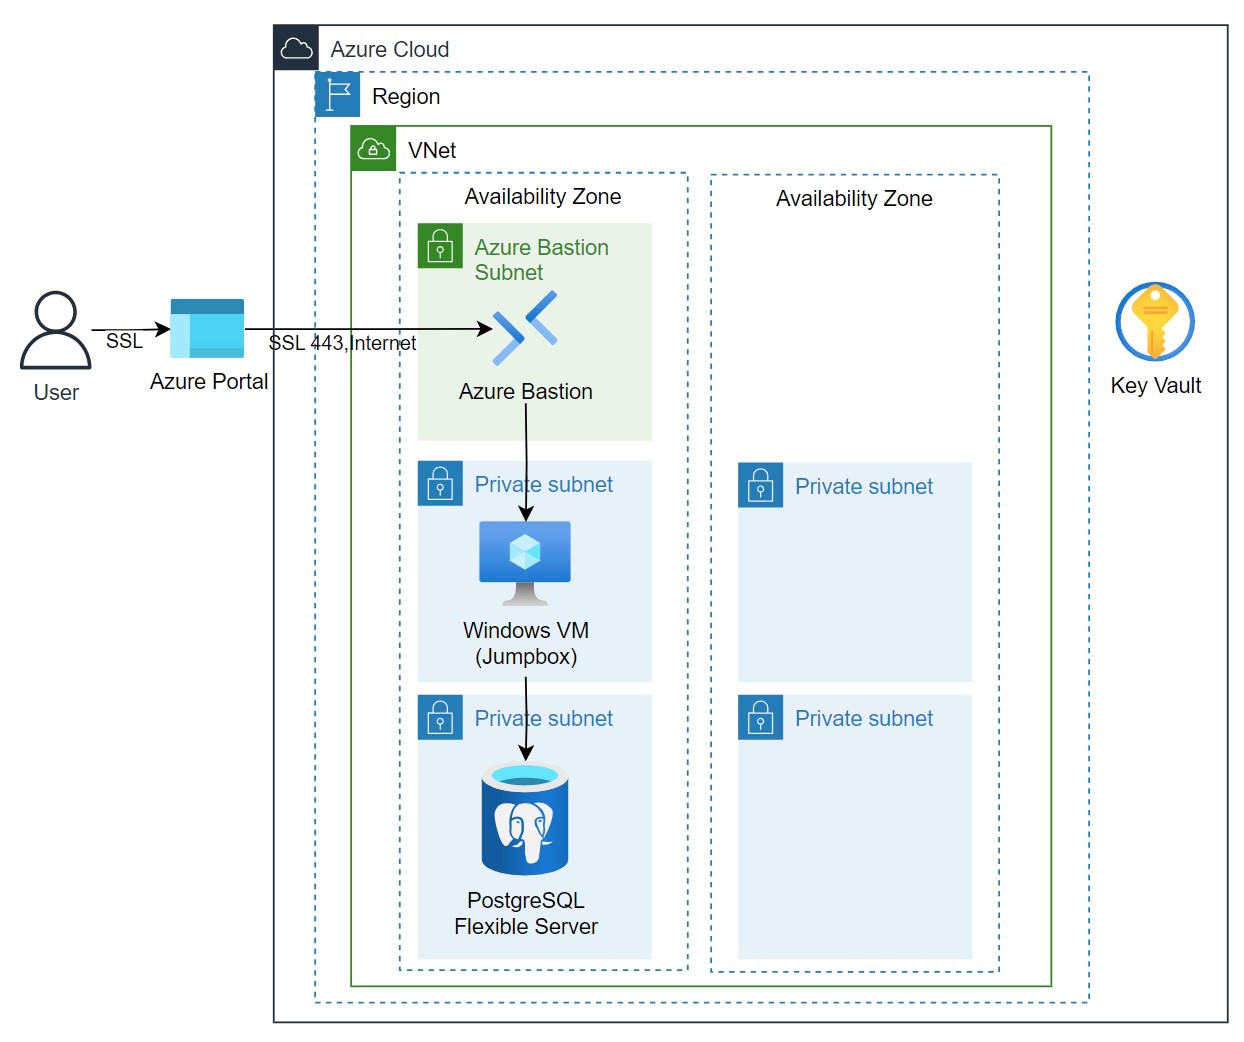 Azure Cloud
Region
VNet
Availability Zone
Availability Zone
Azure Bastion
Subnet
SSL
SSL 443,Internet
User
Azure Portal
Azure Bastion
Key Vault
Private subnet
Private subnet
Windows VM
(Jumpbox)
Private subnet
Private subnet
PostgreSQL
Flexible Server